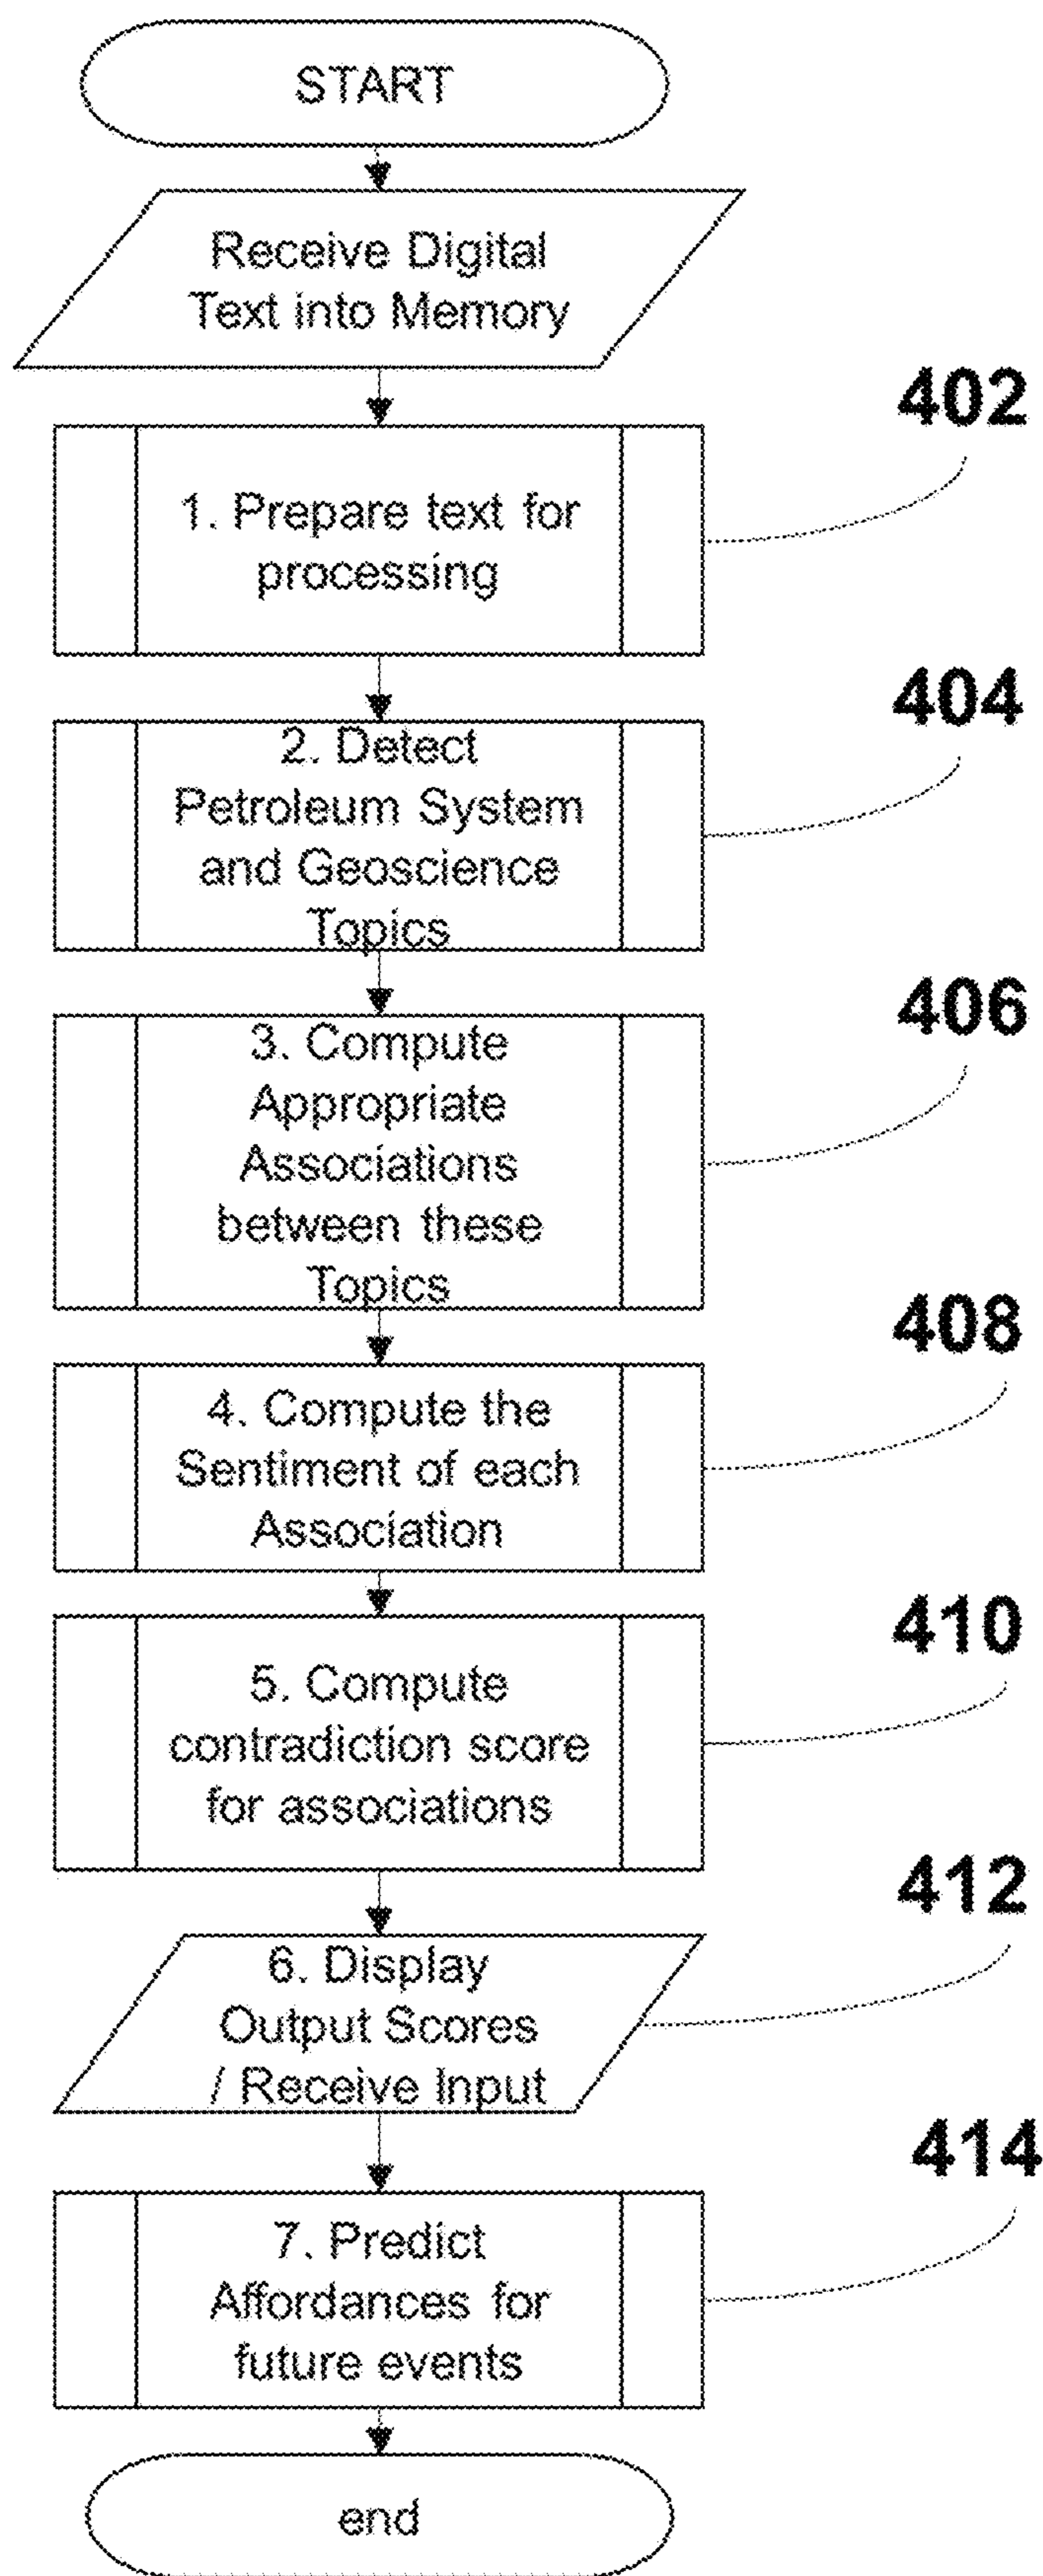 START
Receive Digital
Text into Memory
402
1. Prepare text for
processing
404
2. Detect
Petroleum System
and Geoscience
Topics
406
3. Compute
Appropriate
Associations
between these
Topics
408
4. Compute the
Sentiment of each
Association
410
5. Compute
contradiction score
for associations
412
6. Display
Output Scores
/ Receive Input
414
7. Predict
Affordances for
future events
end